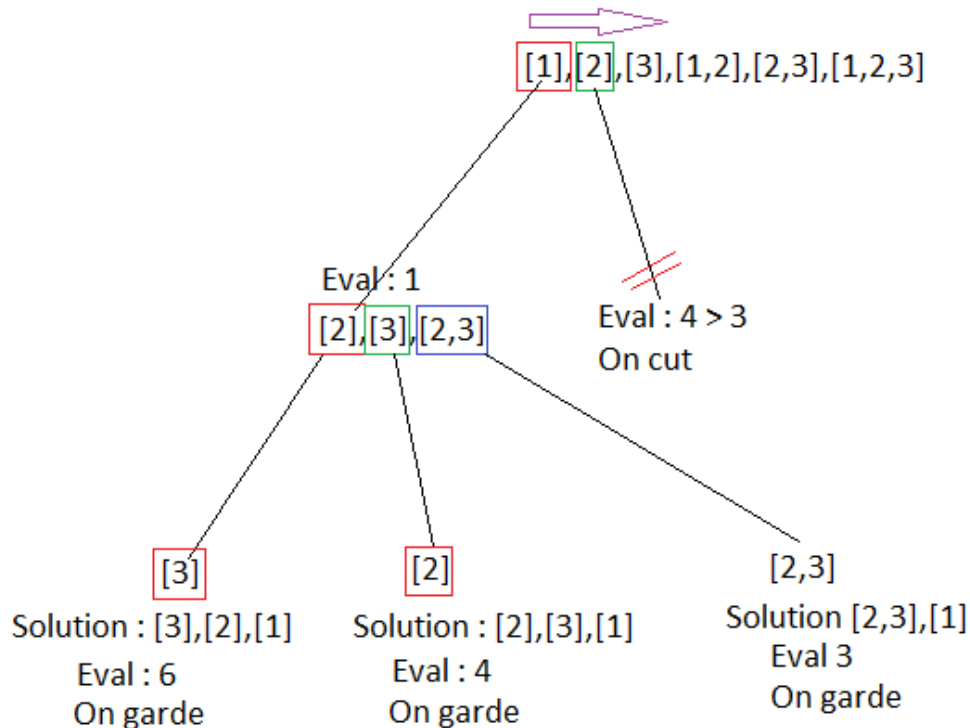 [1],[2],[3],[1,2],[2,3],[1,2,3]
Eval : 1
[2],[3],[2,3]
Eval : 4 > 3
On cut
[3]
Solution : [3],[2],[1]
Eval : 6
On garde
[2]
Solution : [2],[3],[1]
Eval : 4
On garde
[2,3]
Solution [2,3],[1]
Eval 3
On garde